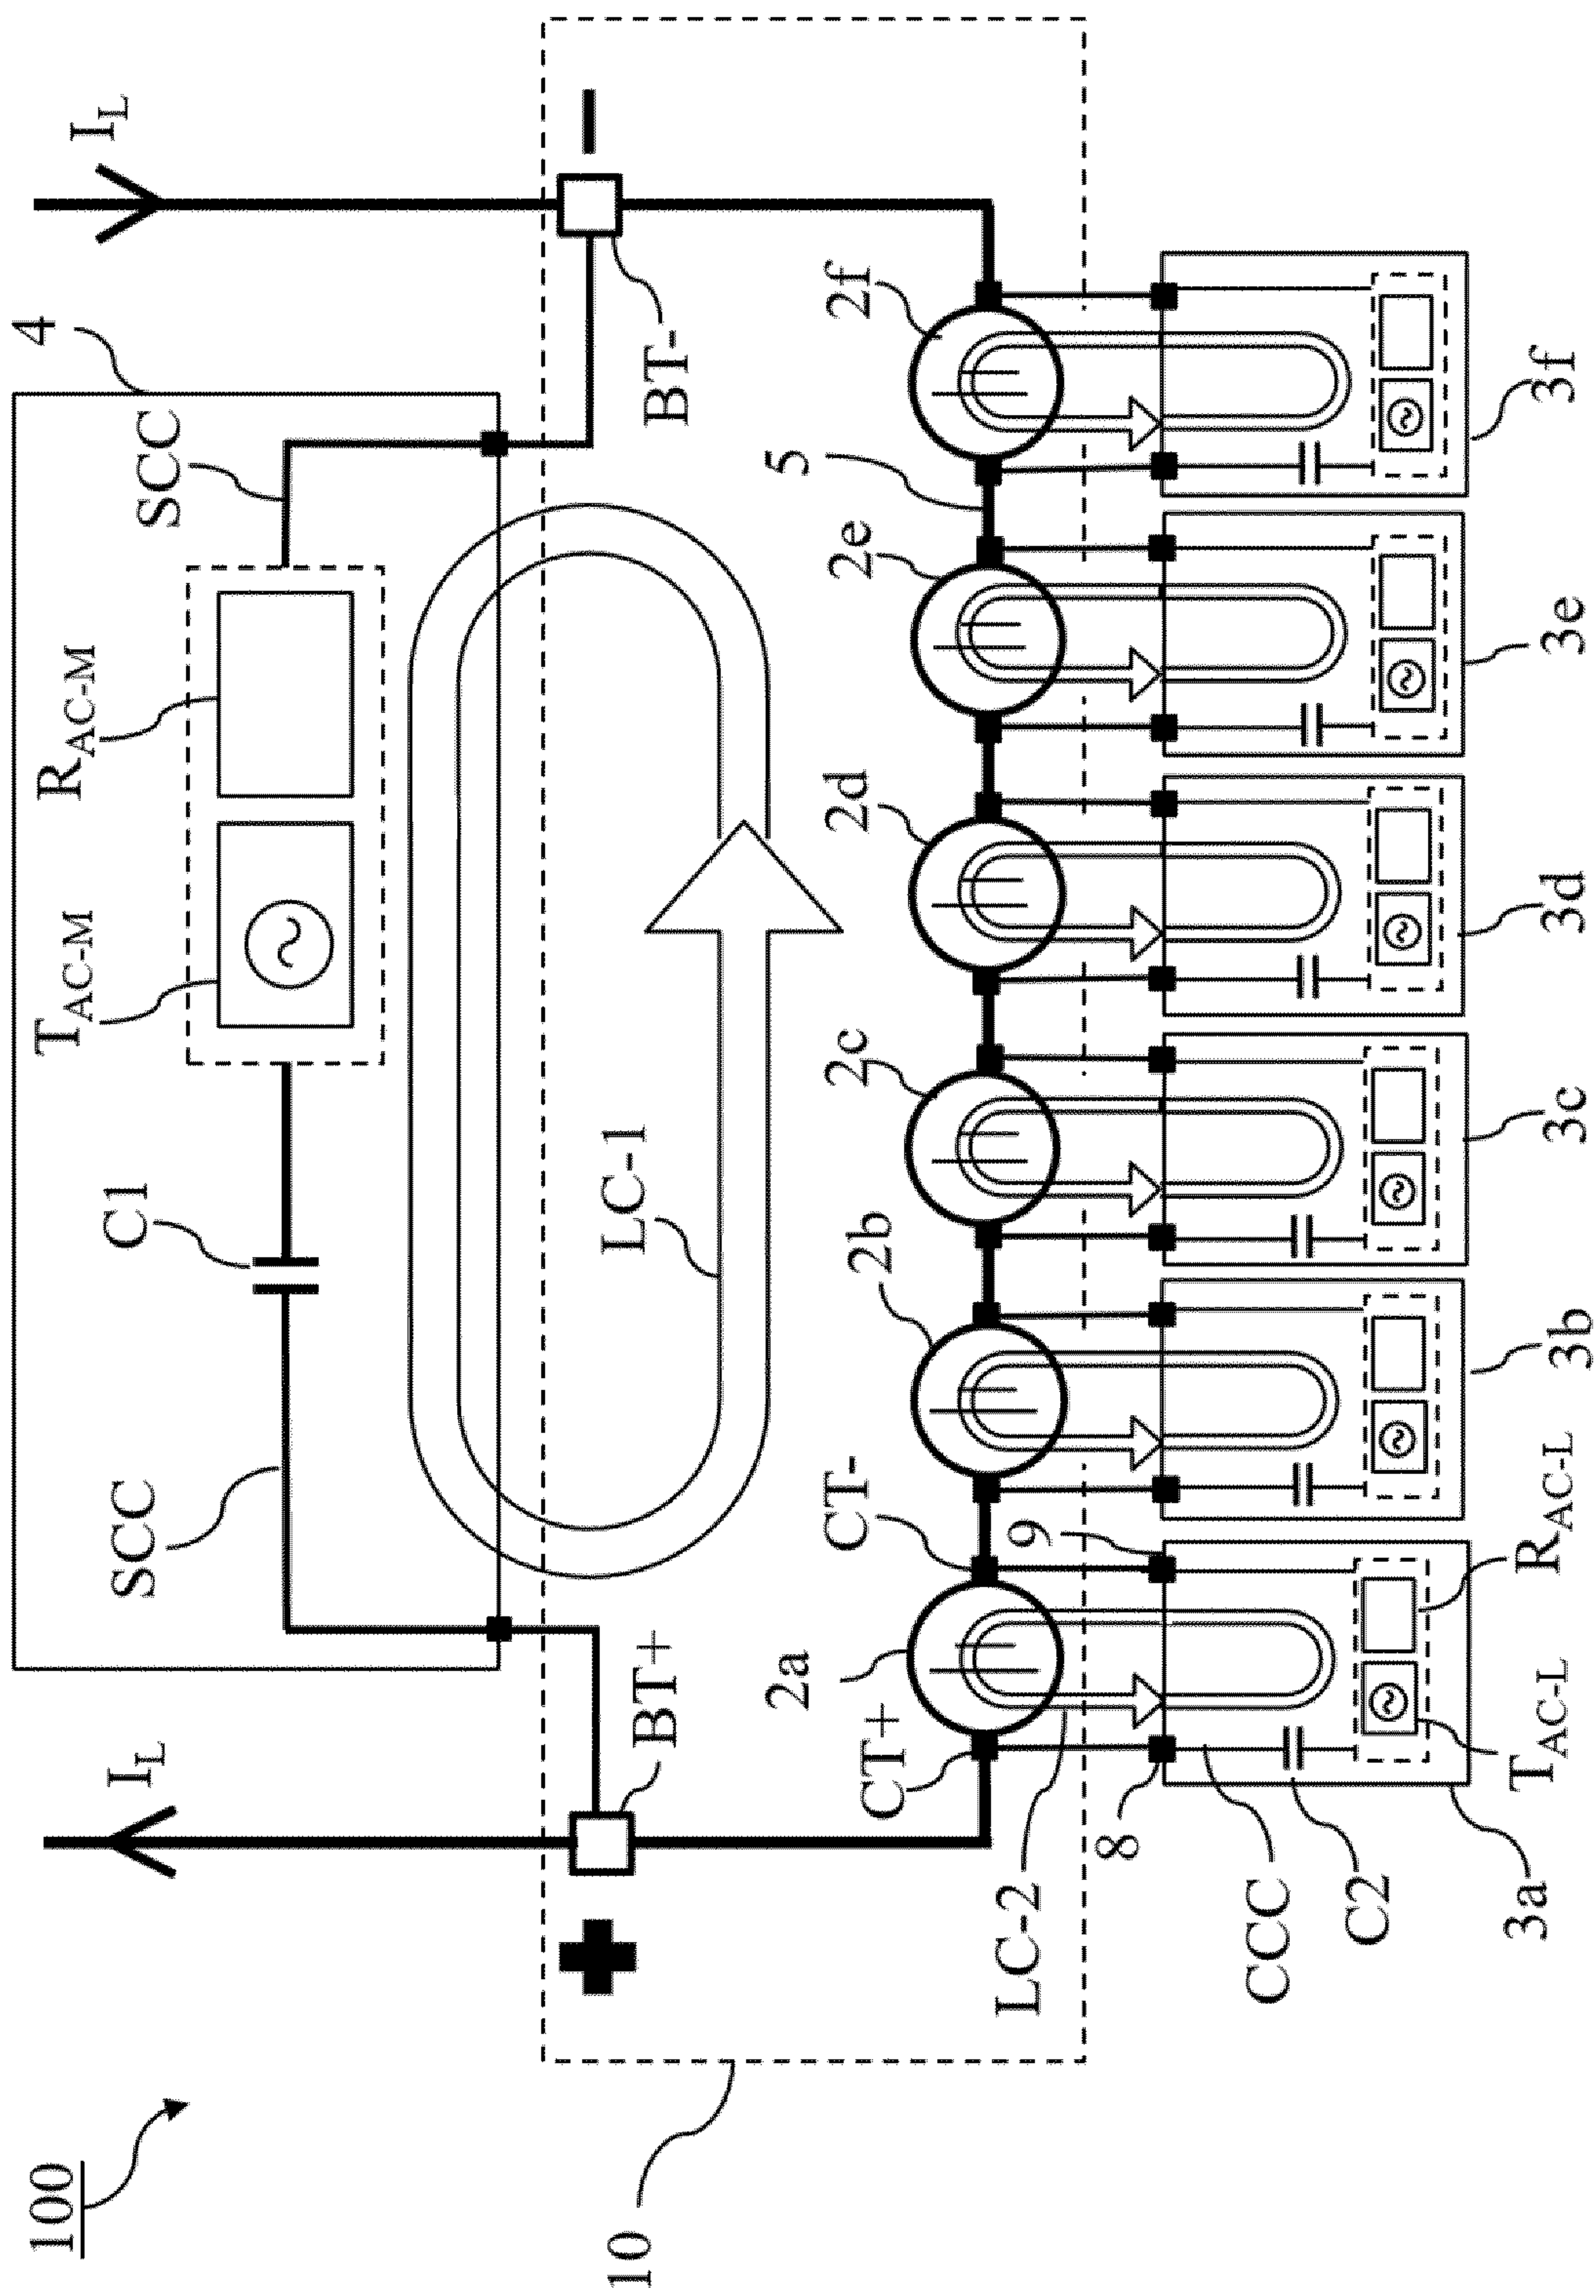 100
I_L
I_L
4
SCC
C1
T_AC-M
R_AC-M
SCC
10
+
BT+
LC-1
BT-
−
2a
CT+
CT-
2b
2c
2d
2e
5
2f
LC-2
8
9
CCC
C2
3a
T_AC-L
R_AC-L
3b
3c
3d
3e
3f